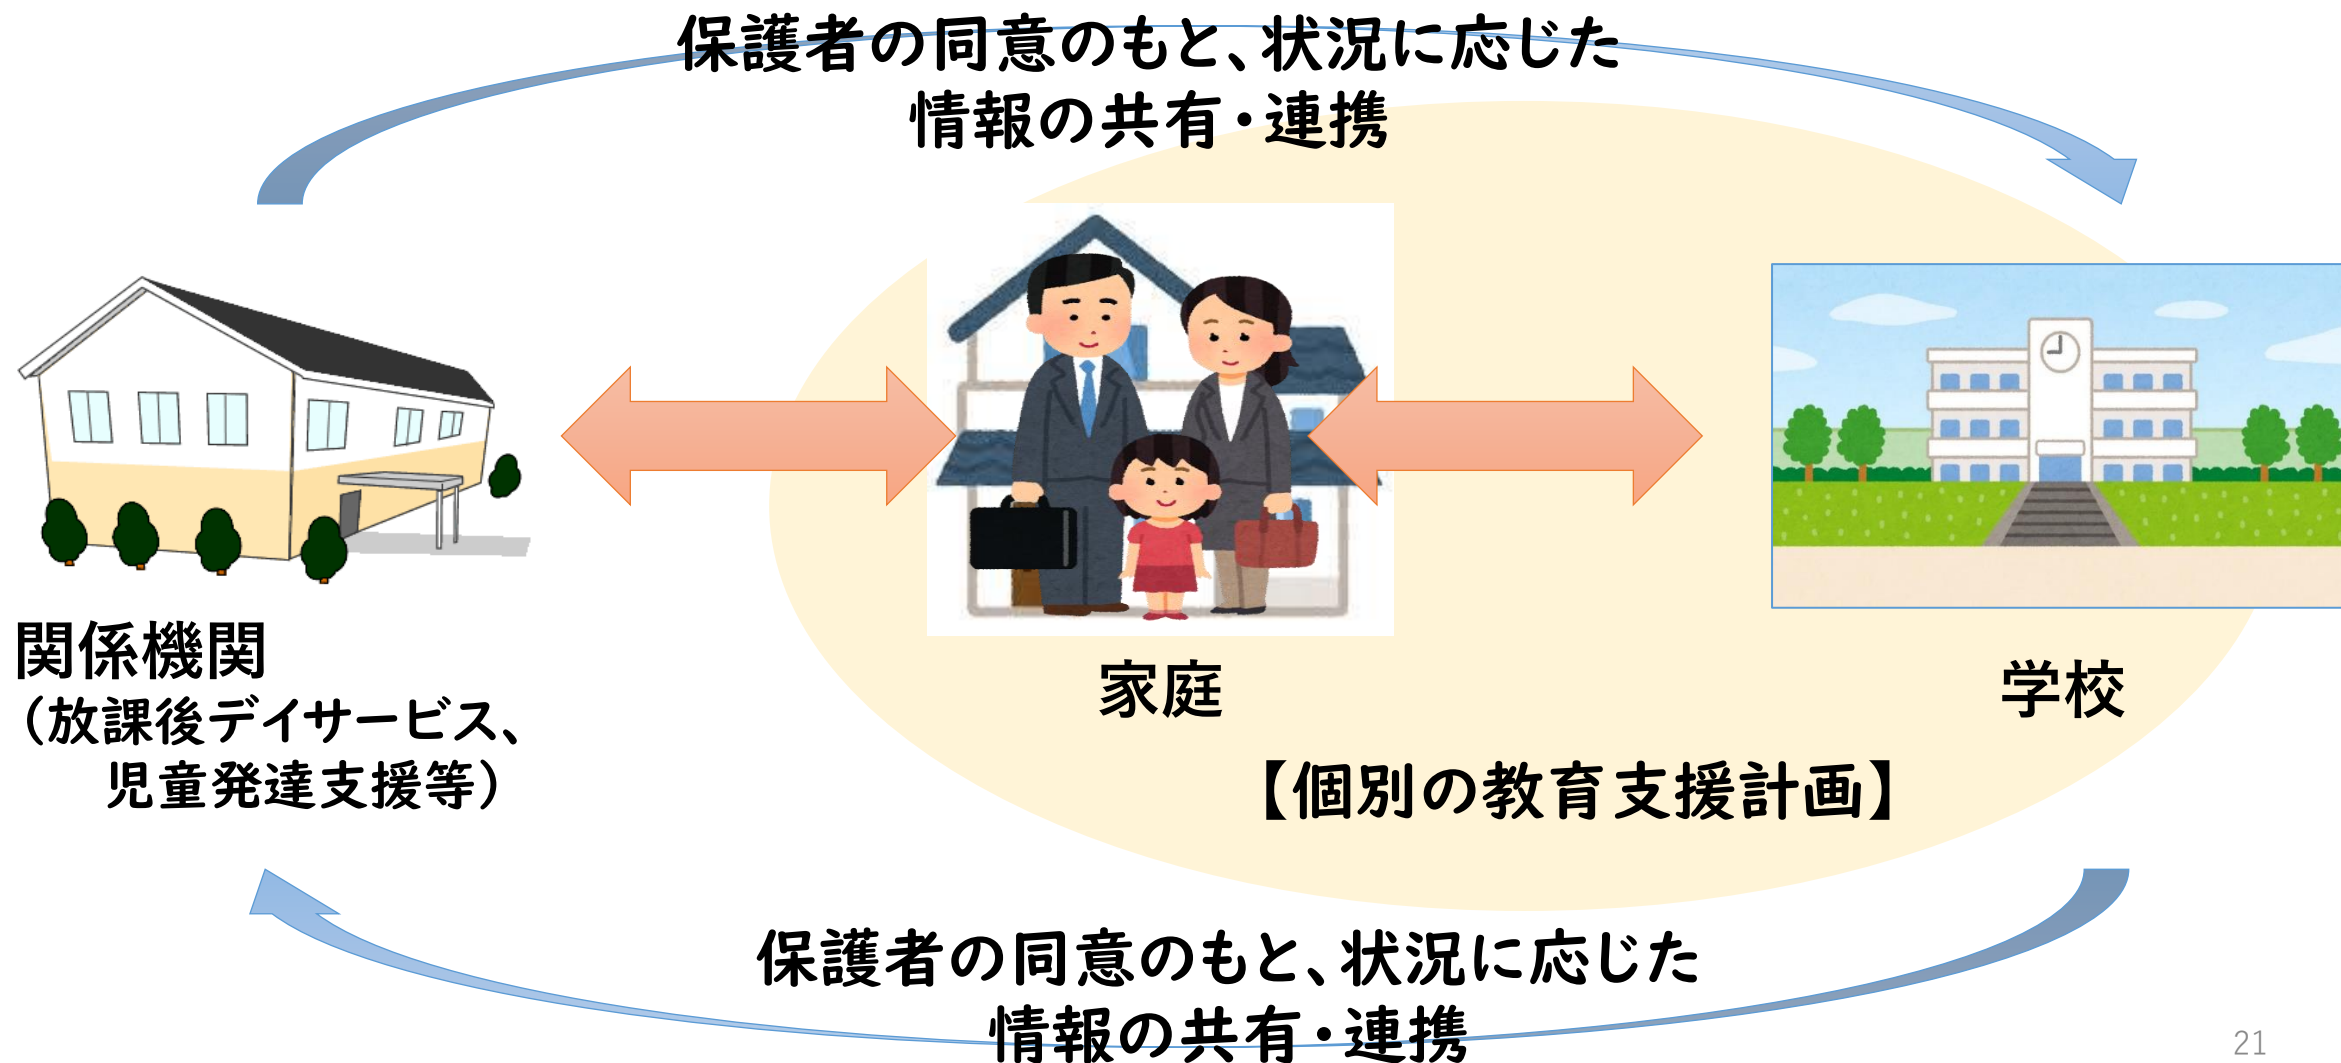 保護者の同意のもと、状況に応じた
情報の共有・連携
関係機関
（放課後デイサービス、
児童発達支援等）
家庭
学校
【個別の教育支援計画】
保護者の同意のもと、状況に応じた
情報の共有・連携
21